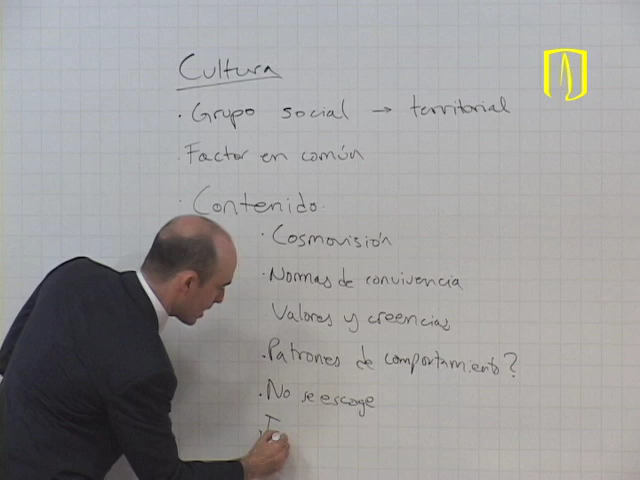 Cultura
· Grupo social → territorial
· Factor en común
· Contenido.
· Cosmovisión
· Normas de convivencia
Valores y creencias
· Patrones de comportamiento?
· No se escoge